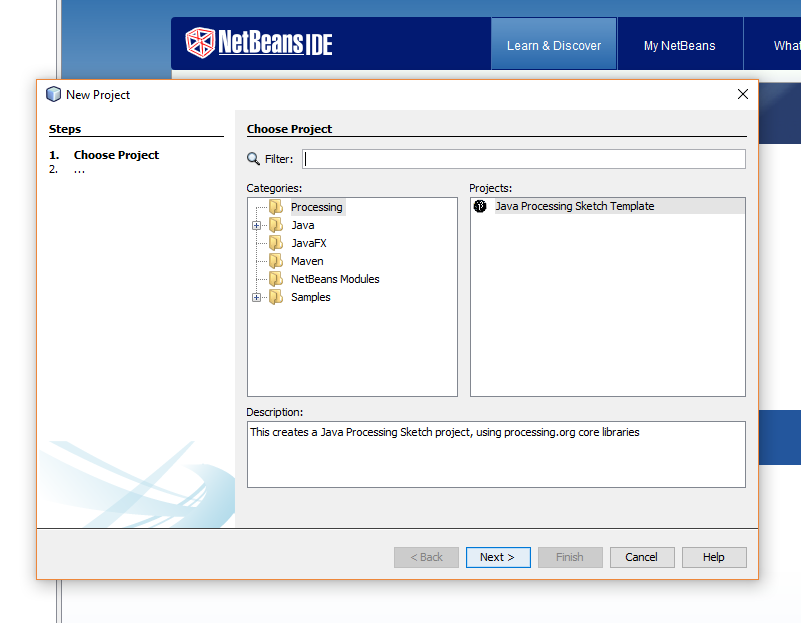 NetBeans IDE
Learn & Discover
My NetBeans
What
New Project
Steps
1. Choose Project
2. ...
Choose Project
Filter:
Categories:
Processing
Java
JavaFX
Maven
NetBeans Modules
Samples
Projects:
Java Processing Sketch Template
Description:
This creates a Java Processing Sketch project, using processing.org core libraries
< Back
Next >
Finish
Cancel
Help